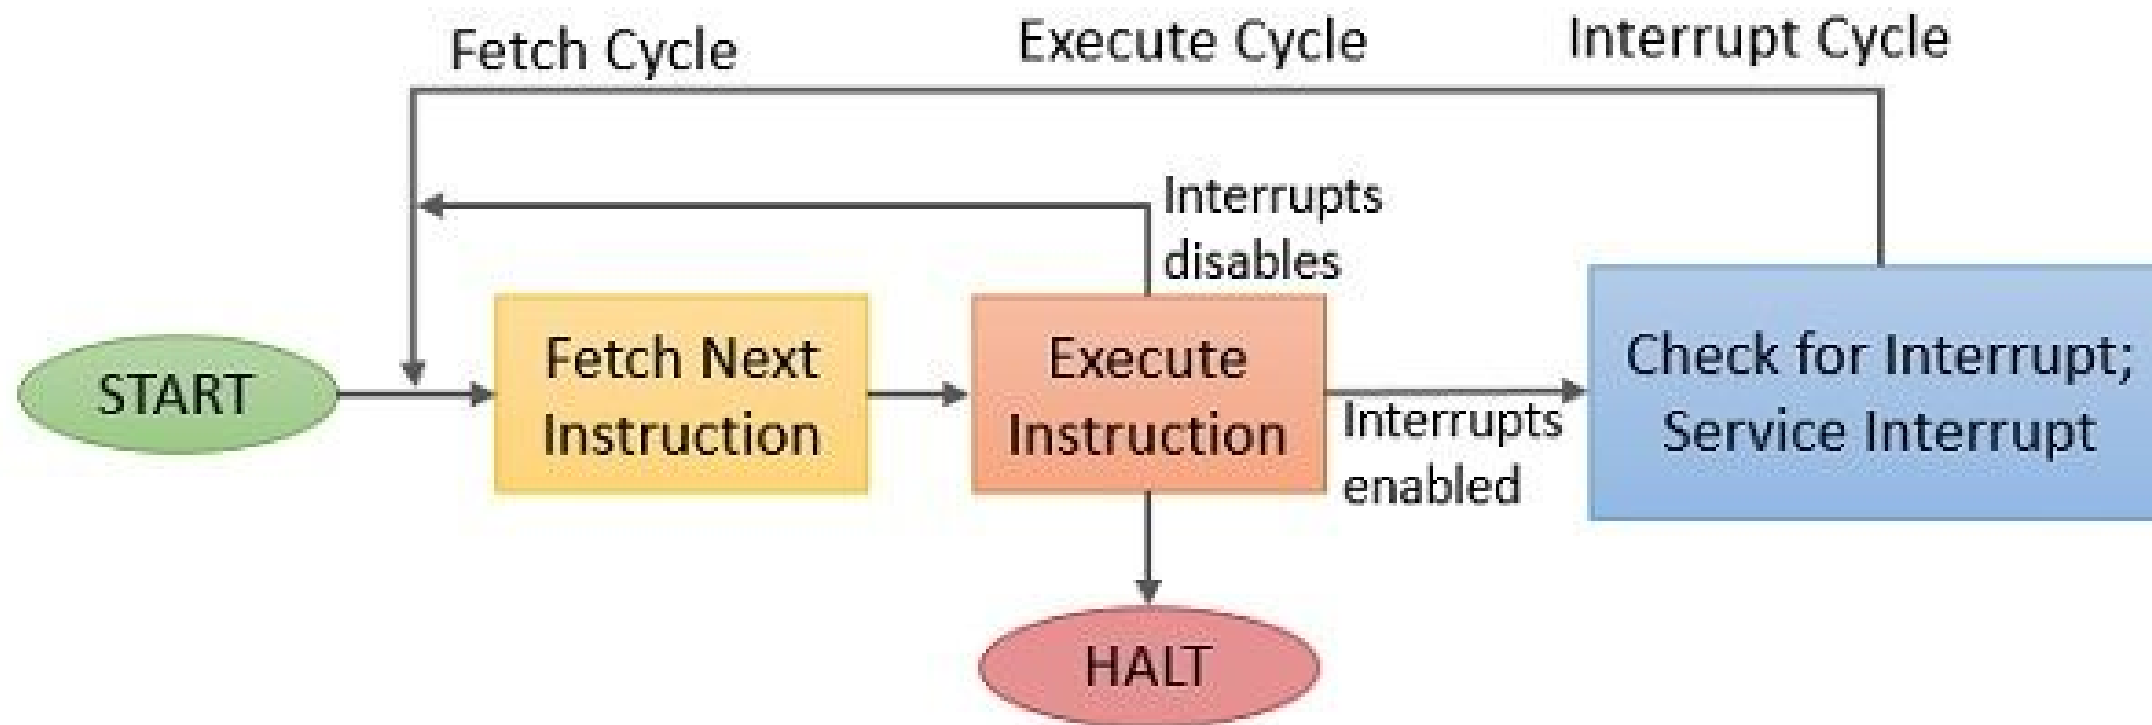 Fetch Cycle
Execute Cycle
Interrupt Cycle
Interrupts
disables
START
Fetch Next
Instruction
Execute
Instruction
Interrupts
enabled
Check for Interrupt;
Service Interrupt
HALT